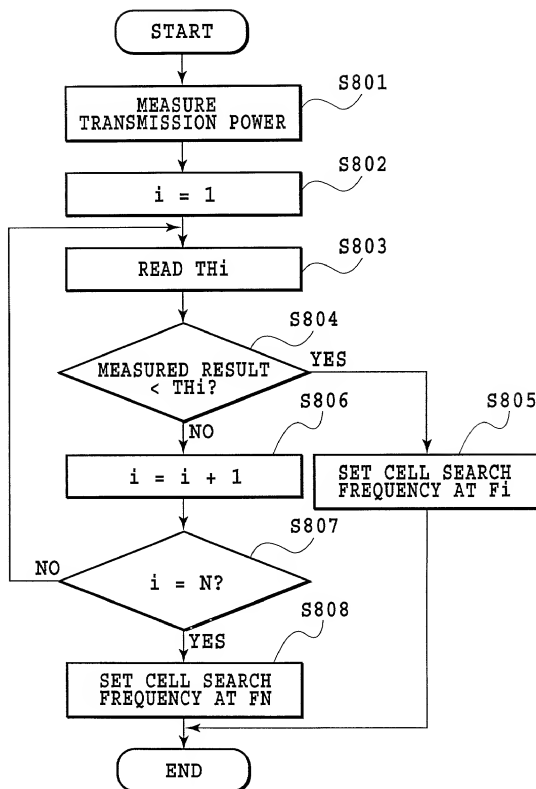 START
S801
MEASURE
TRANSMISSION POWER
S802
i = 1
S803
READ THi
S804
MEASURED RESULT
< THi?
YES
NO
S806
i = i + 1
S805
SET CELL SEARCH
FREQUENCY AT Fi
S807
i = N?
NO
YES
S808
SET CELL SEARCH
FREQUENCY AT FN
END